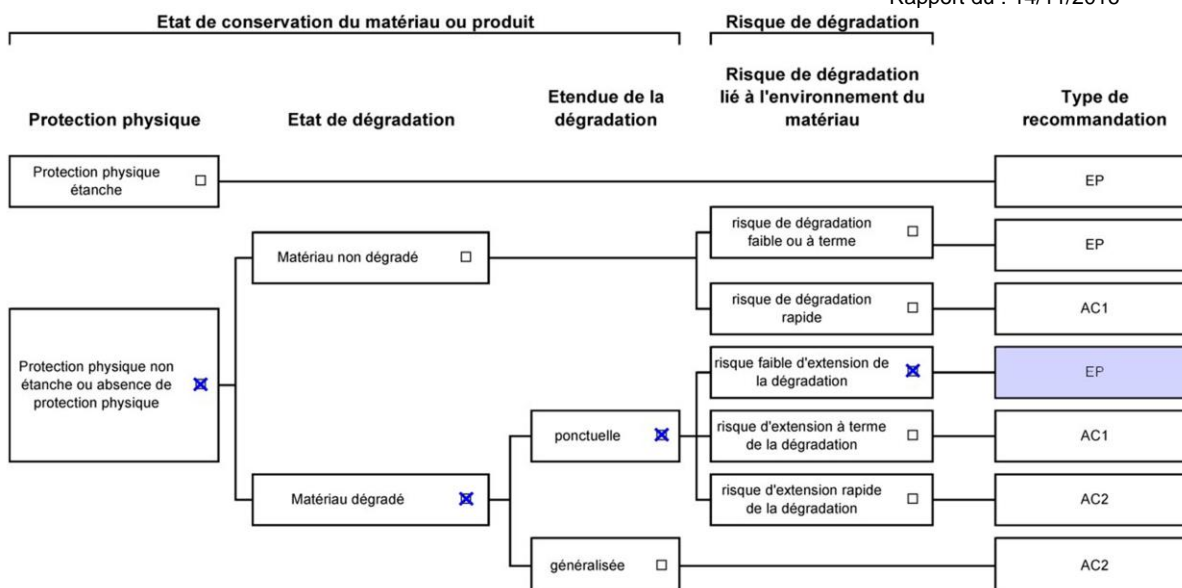 Rapport du :
Etat de conservation du matériau ou produit
Risque de dégradation
Protection physique
Etat de dégradation
Etendue de la
dégradation
Risque de dégradation
lié à l'environnement du
matériau
Type de
recommandation
Protection physique
étanche
EP
risque de dégradation
faible ou à terme
EP
Matériau non dégradé
risque de dégradation
rapide
AC1
Protection physique non
étanche ou absence de
protection physique
risque faible d'extension de
la dégradation
EP
ponctuelle
risque d'extension à terme
de la dégradation
AC1
Matériau dégradé
risque d'extension rapide
de la dégradation
AC2
généralisée
AC2